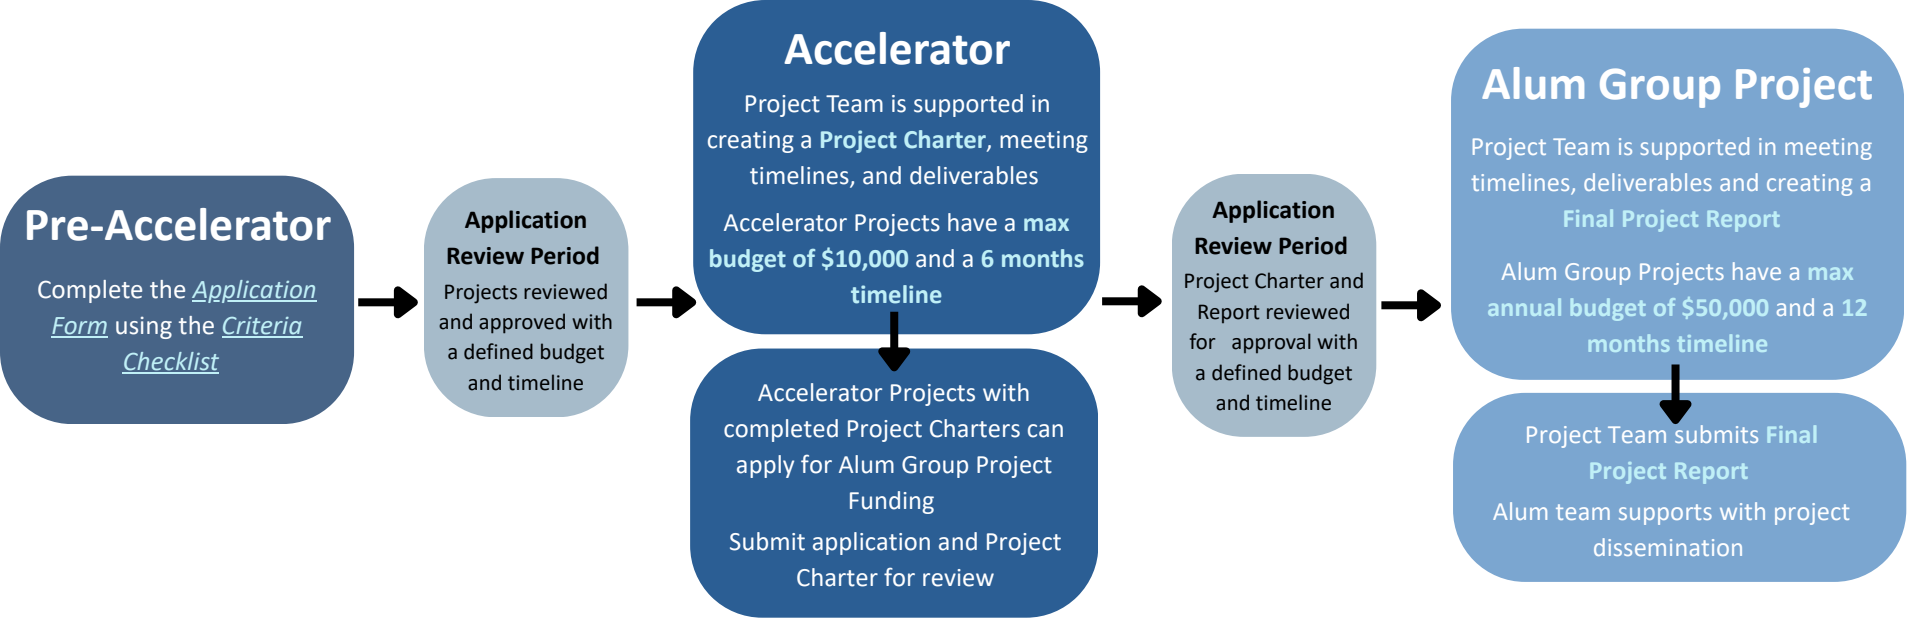 Pre-Accelerator
Complete the Application
Form using the Criteria
Checklist
Application
Review Period
Projects reviewed
and approved with
a defined budget
and timeline
Accelerator
Project Team is supported in
creating a Project Charter, meeting
timelines, and deliverables
Accelerator Projects have a max
budget of $10,000 and a 6 months
timeline
Accelerator Projects with
completed Project Charters can
apply for Alum Group Project
Funding
Submit application and Project
Charter for review
Application
Review Period
Project Charter and
Report reviewed
for approval with
a defined budget
and timeline
Alum Group Project
Project Team is supported in meeting
timelines, deliverables and creating a
Final Project Report
Alum Group Projects have a max
annual budget of $50,000 and a 12
months timeline
Project Team submits Final
Project Report
Alum team supports with project
dissemination